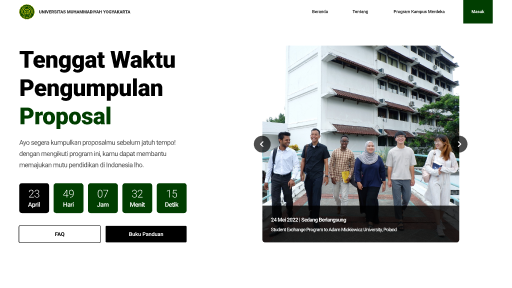 UNIVERSITAS MUHAMMADIYAH YOGYAKARTA
Beranda
Tentang
Program Kampus Merdeka
Masuk
Tenggat Waktu
Pengumpulan
Proposal
Ayo segera kumpulkan proposalmu sebelum jatuh tempo!
dengan mengikuti program ini, kamu dapat membantu
memajukan mutu pendidikan di Indonesia lho.
23
April
49
Hari
07
Jam
32
Menit
15
Detik
FAQ
Buku Panduan
24 Mei 2022 | Sedang Berlangsung
Student Exchange Program to Adam Mickiewicz University, Poland